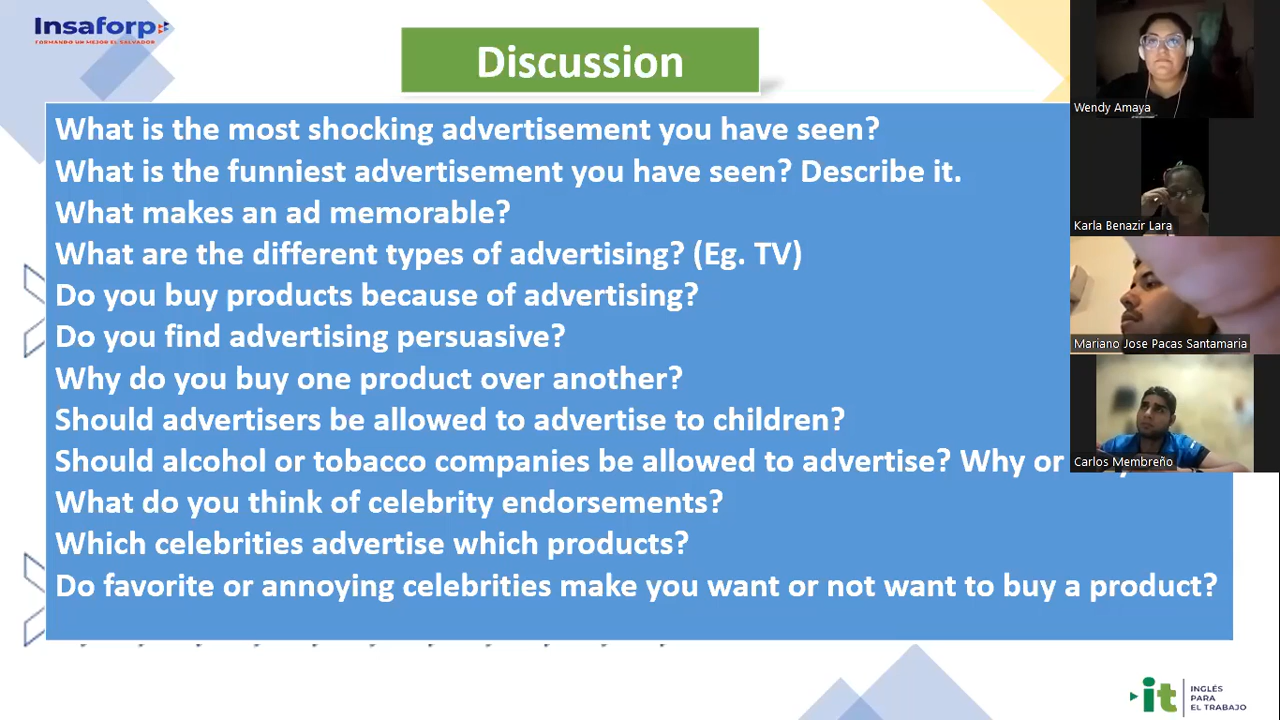 Insaforp
FORMANDO UN MEJOR EL SALVADOR
Discussion
What is the most shocking advertisement you have seen?
What is the funniest advertisement you have seen? Describe it.
What makes an ad memorable?
What are the different types of advertising? (Eg. TV)
Do you buy products because of advertising?
Do you find advertising persuasive?
Why do you buy one product over another?
Should advertisers be allowed to advertise to children?
Should alcohol or tobacco companies be allowed to advertise? Why or
What do you think of celebrity endorsements?
Which celebrities advertise which products?
Do favorite or annoying celebrities make you want or not want to buy a product?
Wendy Amaya
Karla Benazir Lara
Mariano Jose Pacas Santamaria
Carlos Membreño
it
INGLÉS
PARA
EL TRABAJO